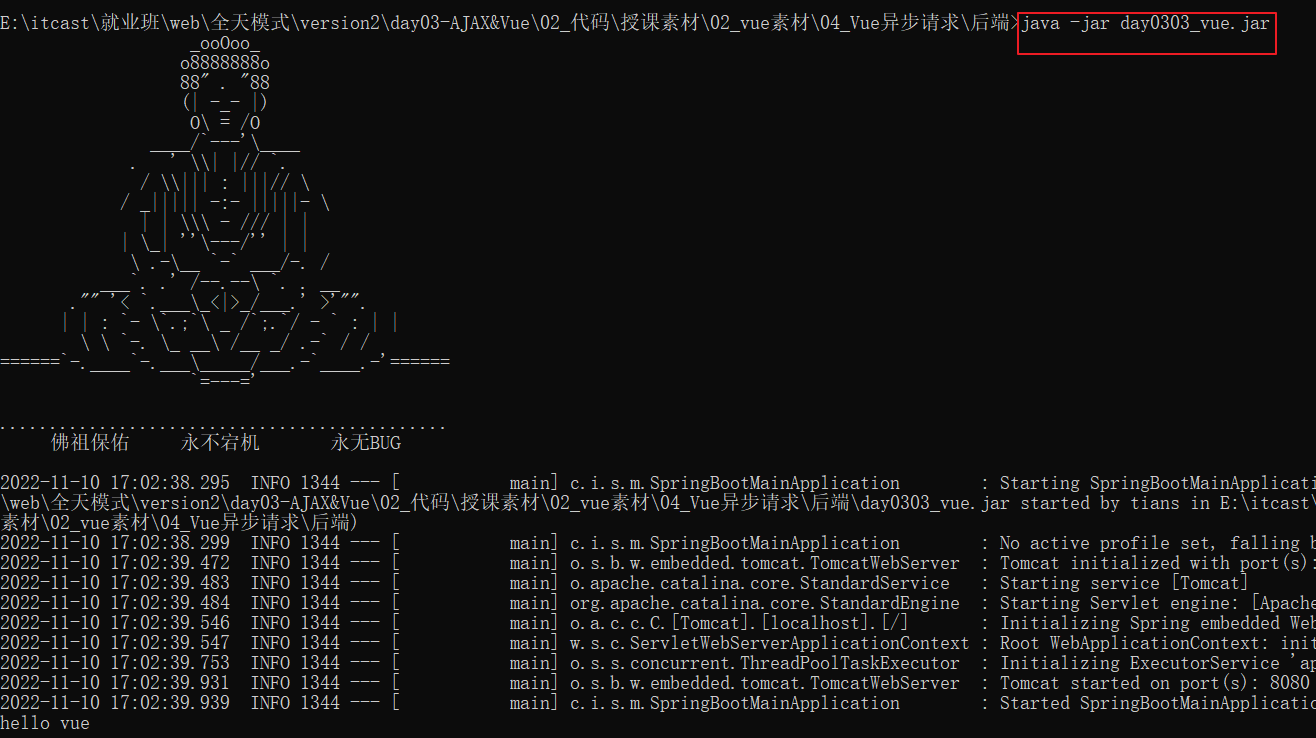 E:\itcast\就业班\web\全天模式\version2\day03-AJAX&Vue\02_代码\授课素材\02_vue素材\04_Vue异步请求\后端>java -jar day0303_vue.jar
_ooOoo_
o8888888o
88" . "88
(| -_- |)
O\ = /O
____/`---'\____
.   ' \\| |// `.
/ \\||| : |||// \
/ _||||| -:- |||||- \
| | \\\ - /// | |
| \_| ''\---/'' | |
\ .-\__ `-` ___/-. /
___`. .' /--.--\ `. . __
."" '< `.___\_<|>_/___.' >'"".
| | : `- \`.;`\ _ /`;.`/ - ` : | |
\ \ `-. \_ __\ /__ _/ .-` / /
======`-.____`-.___\_____/___.-`____.-'======
`=---='
.............................................
佛祖保佑 永不宕机 永无BUG
2022-11-10 17:02:38.295 INFO 1344 --- [ main] c.i.s.m.SpringBootMainApplication : Starting SpringBootMainApplicati
\web\全天模式\version2\day03-AJAX&Vue\02_代码\授课素材\02_vue素材\04_Vue异步请求\后端\day0303_vue.jar started by tians in E:\itcast\
素材\02_vue素材\04_Vue异步请求\后端)
2022-11-10 17:02:38.299 INFO 1344 --- [ main] c.i.s.m.SpringBootMainApplication : No active profile set, falling b
2022-11-10 17:02:39.472 INFO 1344 --- [ main] o.s.b.w.embedded.tomcat.TomcatWebServer : Tomcat initialized with port(s):
2022-11-10 17:02:39.483 INFO 1344 --- [ main] o.apache.catalina.core.StandardService : Starting service [Tomcat]
2022-11-10 17:02:39.484 INFO 1344 --- [ main] org.apache.catalina.core.StandardEngine : Starting Servlet engine: [Apache
2022-11-10 17:02:39.546 INFO 1344 --- [ main] o.a.c.c.C.[Tomcat].[localhost].[/] : Initializing Spring embedded Web
2022-11-10 17:02:39.547 INFO 1344 --- [ main] w.s.c.ServletWebServerApplicationContext : Root WebApplicationContext: init
2022-11-10 17:02:39.753 INFO 1344 --- [ main] o.s.s.concurrent.ThreadPoolTaskExecutor : Initializing ExecutorService 'ap
2022-11-10 17:02:39.931 INFO 1344 --- [ main] o.s.b.w.embedded.tomcat.TomcatWebServer : Tomcat started on port(s): 8080
2022-11-10 17:02:39.939 INFO 1344 --- [ main] c.i.s.m.SpringBootMainApplication : Started SpringBootMainApplicatio
hello vue